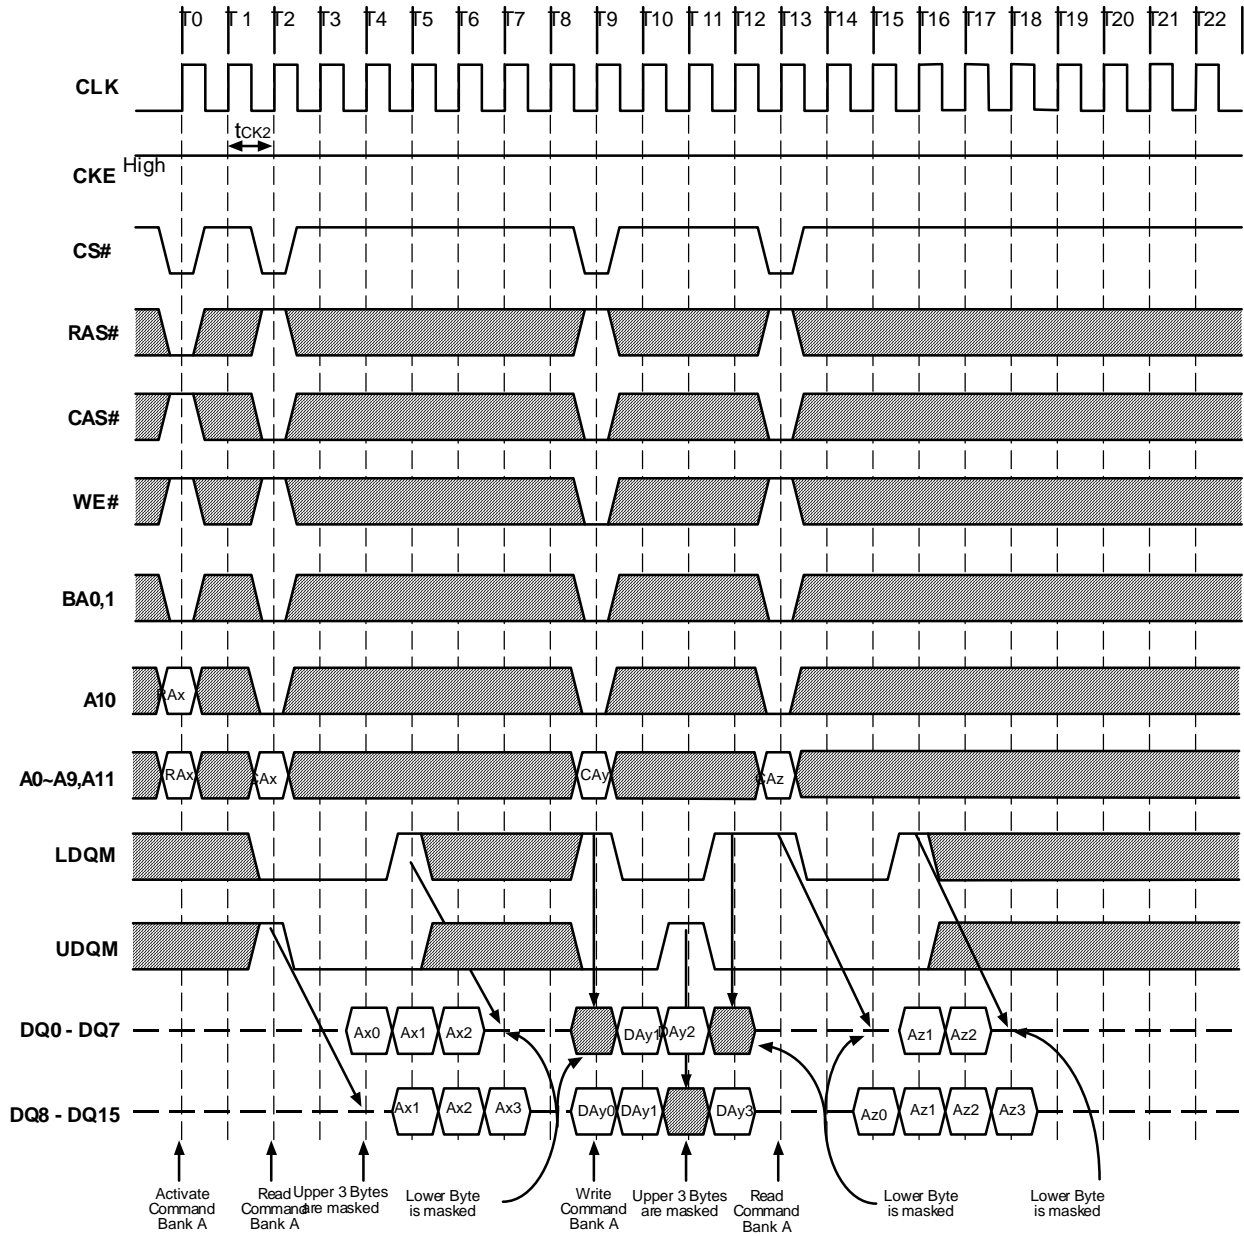 T0 T1 T2 T3 T4 T5 T6 T7 T8 T9 T10 T11 T12 T13 T14 T15 T16 T17 T18 T19 T20 T21 T22
CLK
tCK2
High
CKE
CS#
RAS#
CAS#
WE#
BA0,1
RAx
A10
RAx CAx CAy CAz
A0~A9,A11
LDQM
UDQM
DQ0 - DQ7
Ax0 Ax1 Ax2 DAy1 DAy2 Az1 Az2
DQ8 - DQ15
Ax1 Ax2 Ax3 DAy0 DAy1 DAy3 Az0 Az1 Az2 Az3
Activate
Command
Bank A
Read
Command
Bank A
Upper 3 Bytes
are masked
Lower Byte
is masked
Write
Command
Bank A
Upper 3 Bytes
are masked
Read
Command
Bank A
Lower Byte
is masked
Lower Byte
is masked